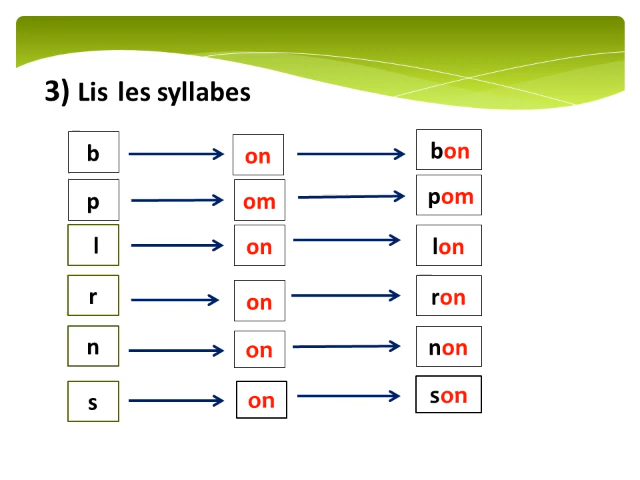 3) Lis les syllabes
b on bon
p om pom
l on lon
r on ron
n on non
s on son